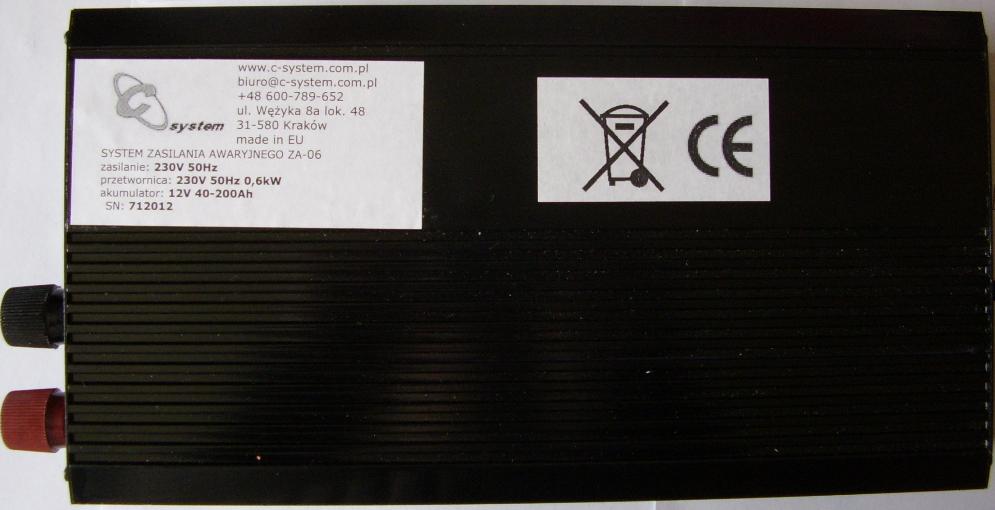 www.c-system.com.pl
biuro@c-system.com.pl
+48 600-789-652
ul. Wężyka 8a lok. 48
31-580 Kraków
made in EU
C system
SYSTEM ZASILANIA AWARYJNEGO ZA-06
zasilanie: 230V 50Hz
przetwornica: 230V 50Hz 0,6kW
akumulator: 12V 40-200Ah
SN: 712012
CE